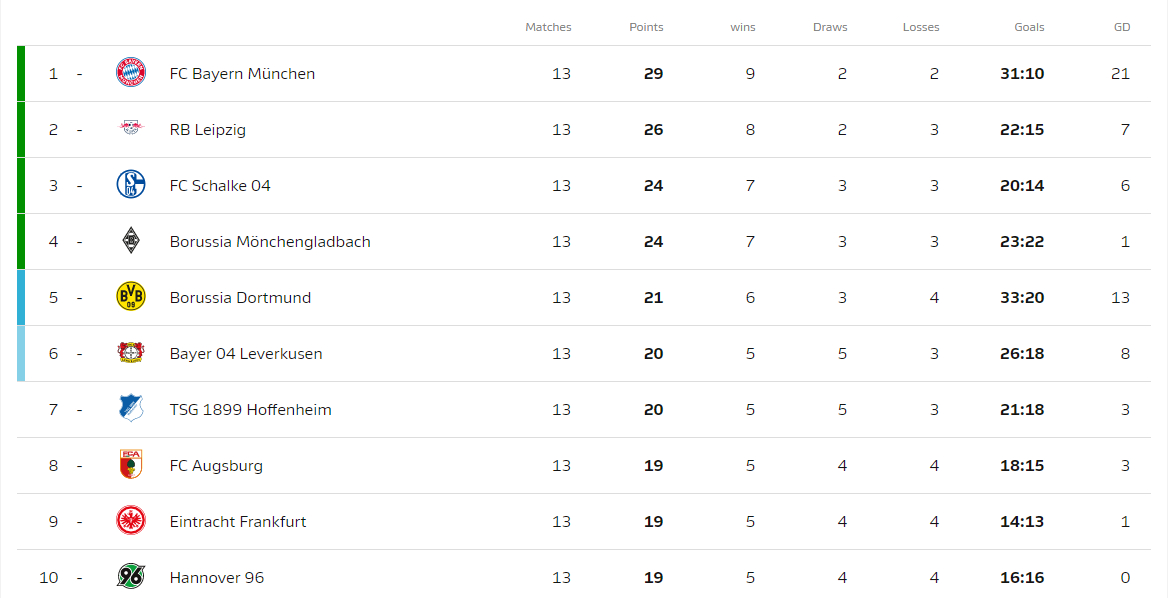 Matches Points wins Draws Losses Goals GD
1 - FC Bayern München 13 29 9 2 2 31:10 21
2 - RB Leipzig 13 26 8 2 3 22:15 7
3 - FC Schalke 04 13 24 7 3 3 20:14 6
4 - Borussia Mönchengladbach 13 24 7 3 3 23:22 1
5 - BVB 09 Borussia Dortmund 13 21 6 3 4 33:20 13
6 - Bayer 04 Leverkusen 13 20 5 5 3 26:18 8
7 - TSG 1899 Hoffenheim 13 20 5 5 3 21:18 3
8 - FCA FC Augsburg 13 19 5 4 4 18:15 3
9 - Eintracht Frankfurt 13 19 5 4 4 14:13 1
10 - 96 Hannover 96 13 19 5 4 4 16:16 0